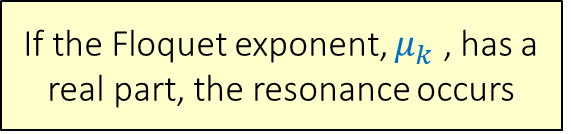 If the Floquet exponent, μₖ , has a
real part, the resonance occurs